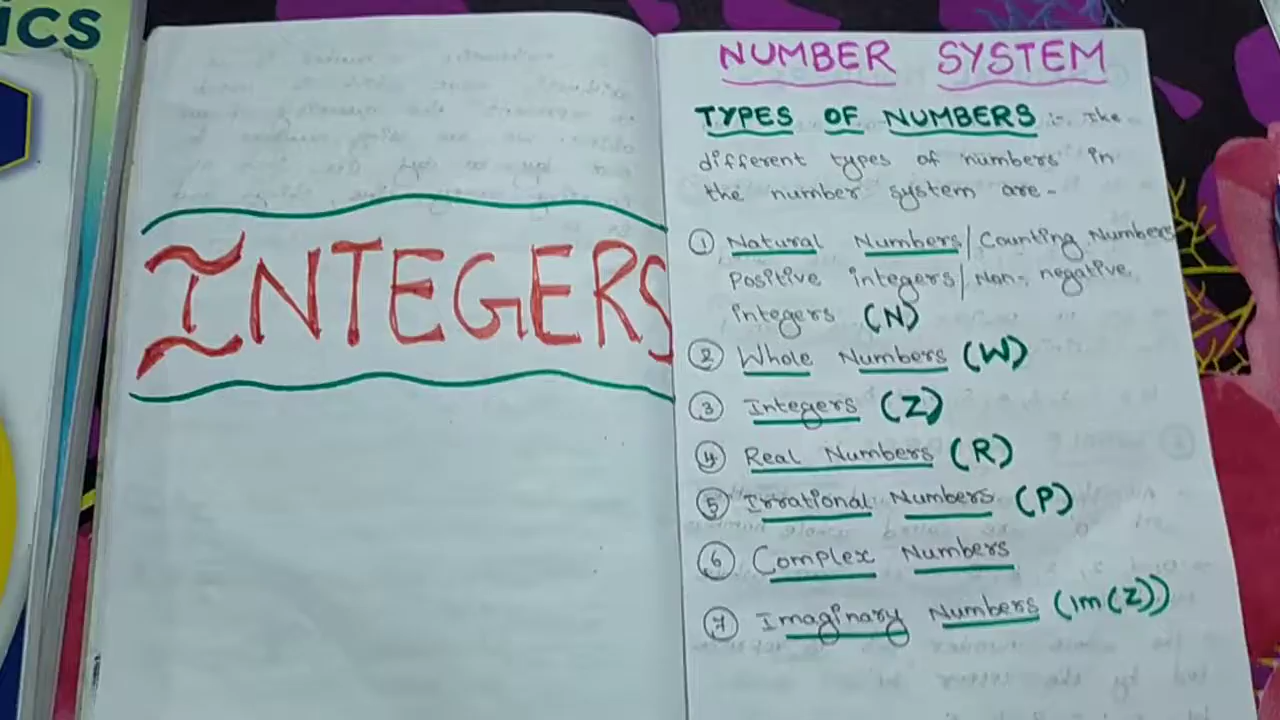 ics
INTEGERS
NUMBER SYSTEM
TYPES OF NUMBERS :- The
different types of numbers in
the number system are -
① Natural Numbers/Counting Numbers
Positive integers/Non-negative
integers (N)
② Whole Numbers (W)
③ Integers (Z)
④ Real Numbers (R)
⑤ Irrational Numbers (P)
⑥ Complex Numbers
⑦ Imaginary Numbers (Im(Z))